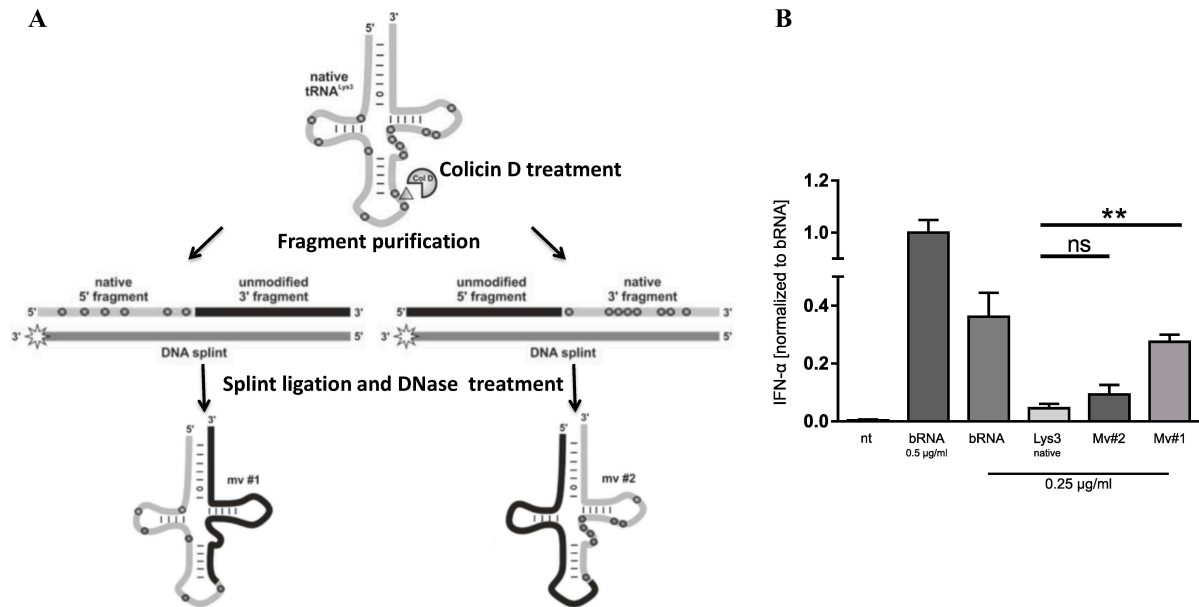 A
5'
3'
native
tRNA^Lys3
Col D
Colicin D treatment
Fragment purification
native
5' fragment
unmodified
3' fragment
5'
3'
3'
5'
DNA splint
unmodified
5' fragment
native
3' fragment
5'
3'
3'
5'
DNA splint
Splint ligation and DNase treatment
5'
3'
mv #1
5'
3'
mv #2
B
IFN-α [normalized to bRNA]
1.2
1.0
0.4
0.2
0.0
**
ns
nt
bRNA
0.5 µg/ml
bRNA
Lys3
native
Mv#2
Mv#1
0.25 µg/ml